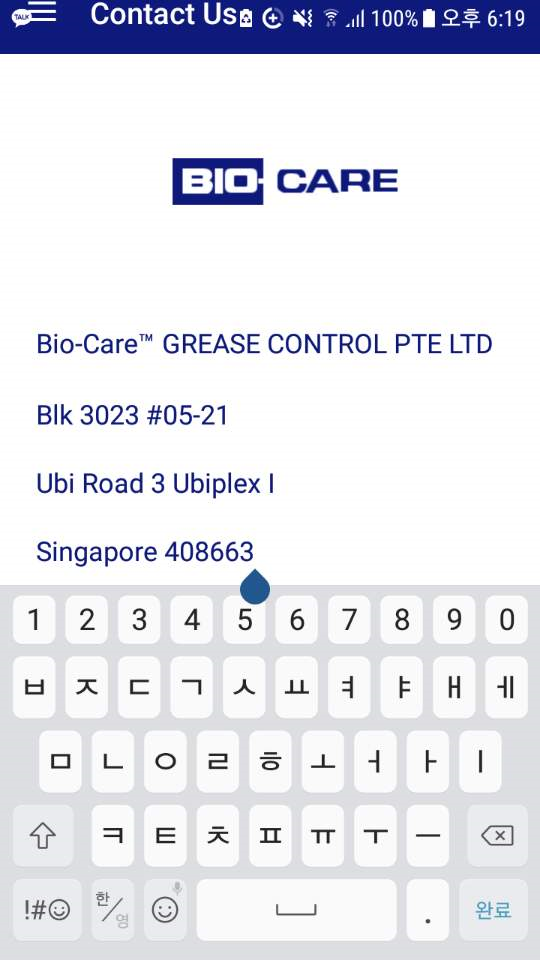 Contact Us
TALK
100% 오후 6:19
BIO-CARE
Bio-Care™ GREASE CONTROL PTE LTD
Blk 3023 #05-21
Ubi Road 3 Ubiplex I
Singapore 408663
1 2 3 4 5 6 7 8 9 0
ㅂ ㅈ ㄷ ㄱ ㅅ ㅛ ㅕ ㅑ ㅐ ㅔ
ㅁ ㄴ ㅇ ㄹ ㅎ ㅗ ㅓ ㅏ ㅣ
ㅋ ㅌ ㅊ ㅍ ㅠ ㅜ ㅡ
!#☺ 한/영 . 완료